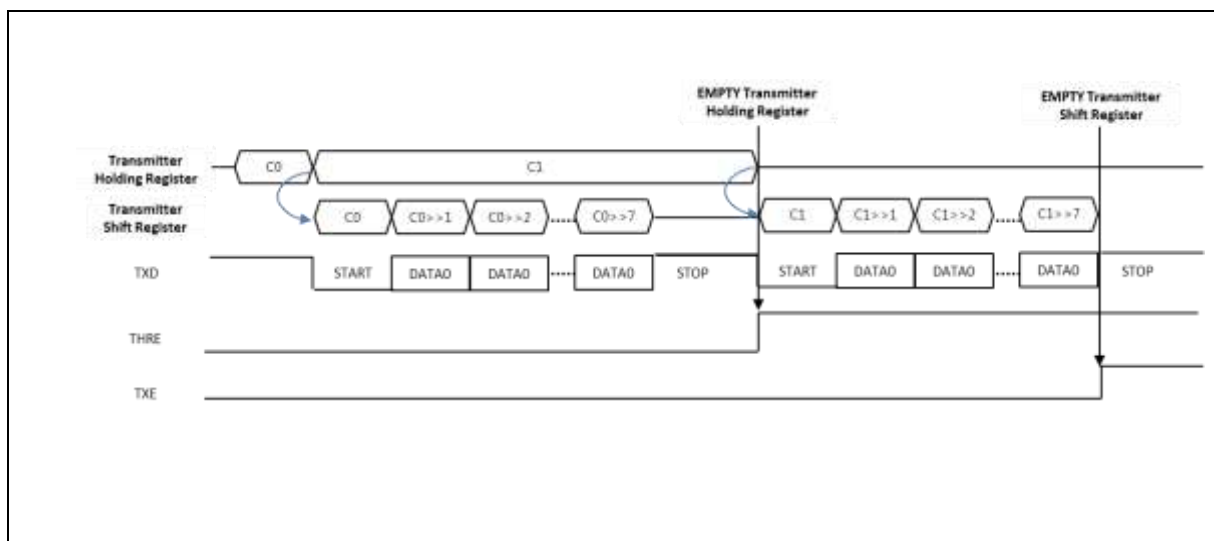 EMPTY Transmitter
Holding Register
EMPTY Transmitter
Shift Register
Transmitter
Holding Register
C0
C1
Transmitter
Shift Register
C0
C0>>1
C0>>2
C0>>7
C1
C1>>1
C1>>2
C1>>7
TXD
START
DATA0
DATA0
DATA0
STOP
START
DATA0
DATA0
DATA0
STOP
THRE
TXE